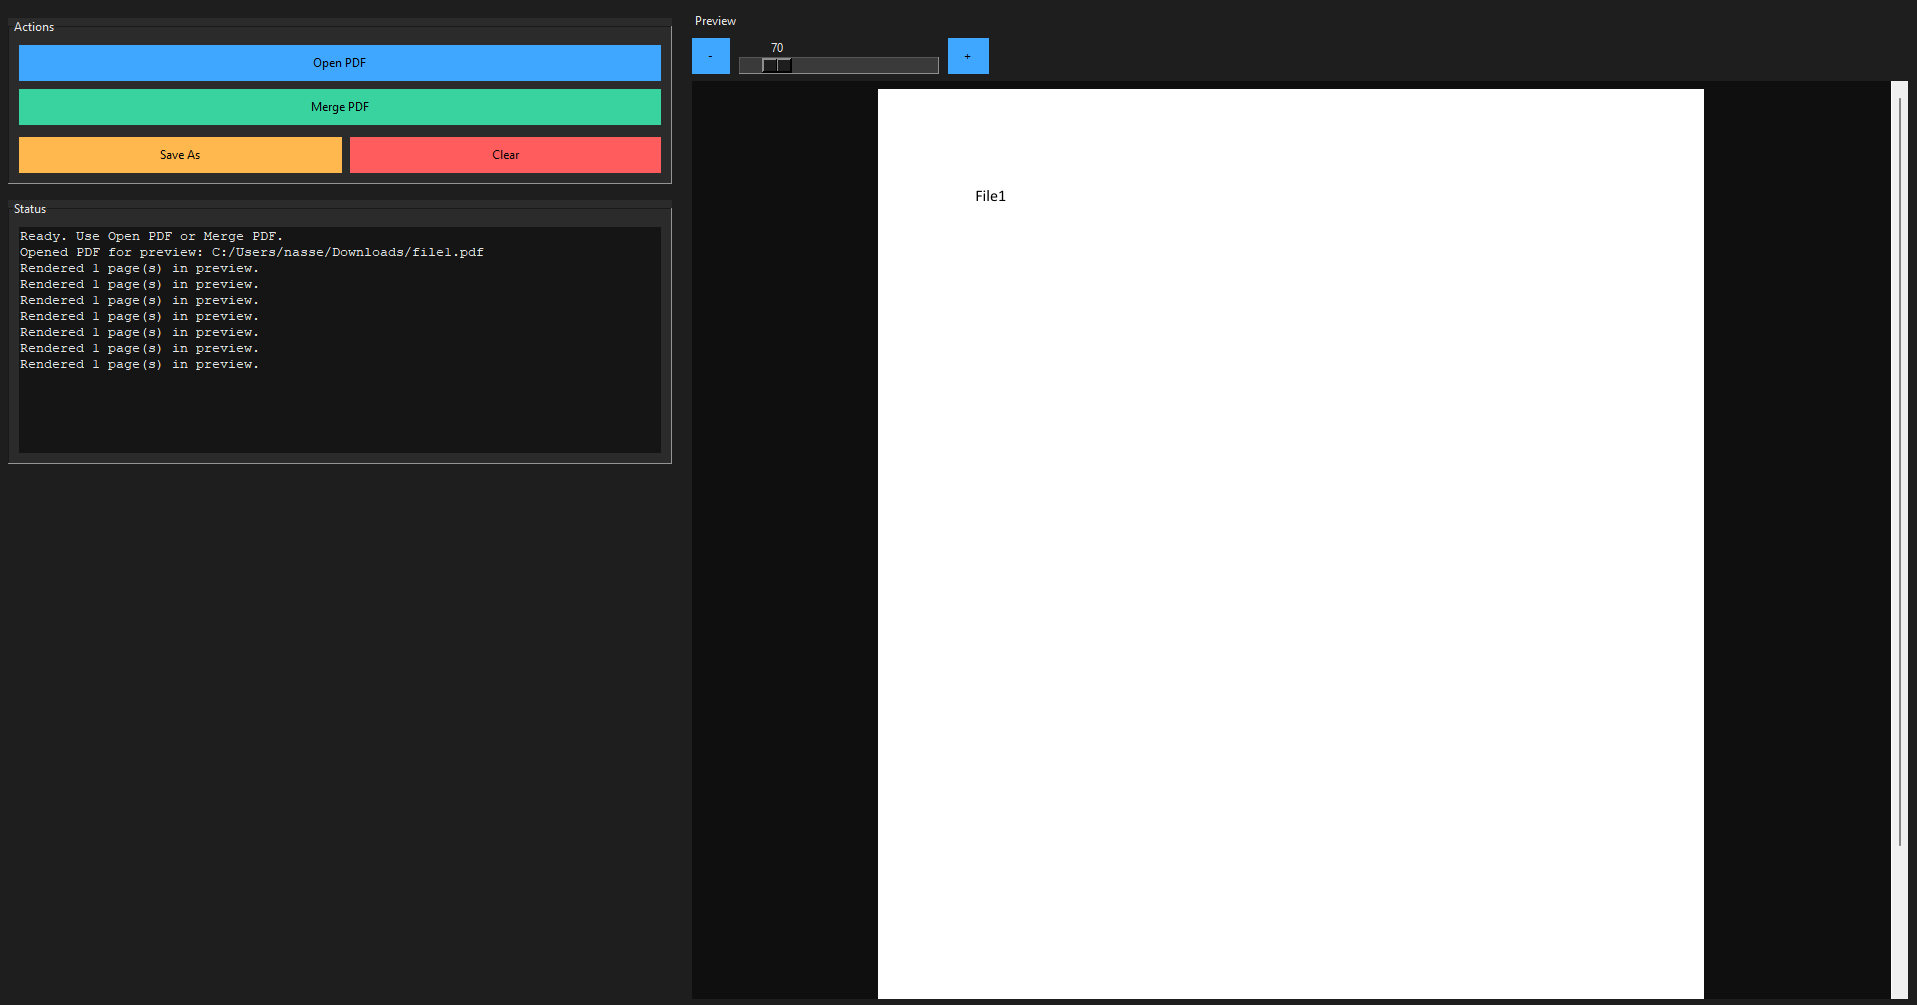 Actions
Open PDF
Merge PDF
Save As
Clear
Status
Ready. Use Open PDF or Merge PDF.
Opened PDF for preview: C:/Users/nasse/Downloads/file1.pdf
Rendered 1 page(s) in preview.
Rendered 1 page(s) in preview.
Rendered 1 page(s) in preview.
Rendered 1 page(s) in preview.
Rendered 1 page(s) in preview.
Rendered 1 page(s) in preview.
Rendered 1 page(s) in preview.
Preview
-
70
+
File1